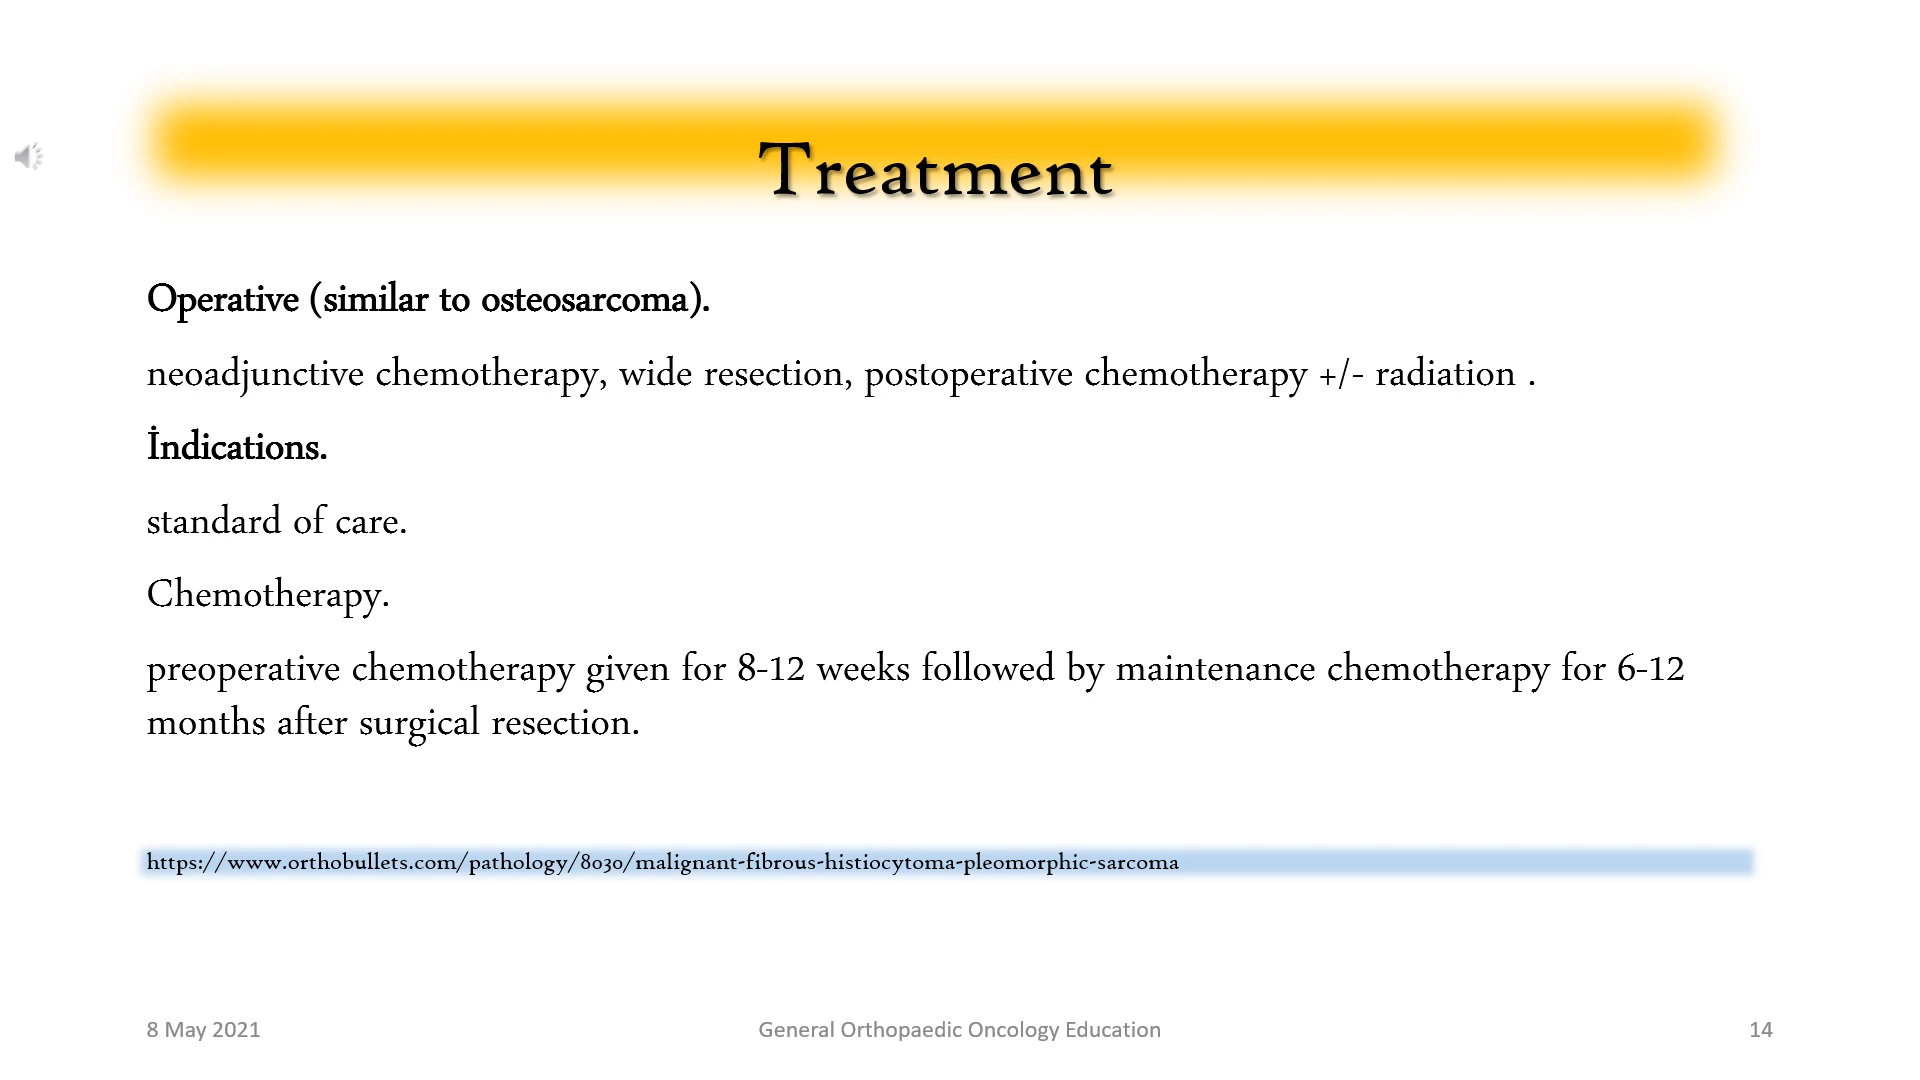 Treatment
Operative (similar to osteosarcoma).
neoadjunctive chemotherapy, wide resection, postoperative chemotherapy +/- radiation .
İndications.
standard of care.
Chemotherapy.
preoperative chemotherapy given for 8-12 weeks followed by maintenance chemotherapy for 6-12
months after surgical resection.
https://www.orthobullets.com/pathology/8030/malignant-fibrous-histiocytoma-pleomorphic-sarcoma
8 May 2021
General Orthopaedic Oncology Education
14